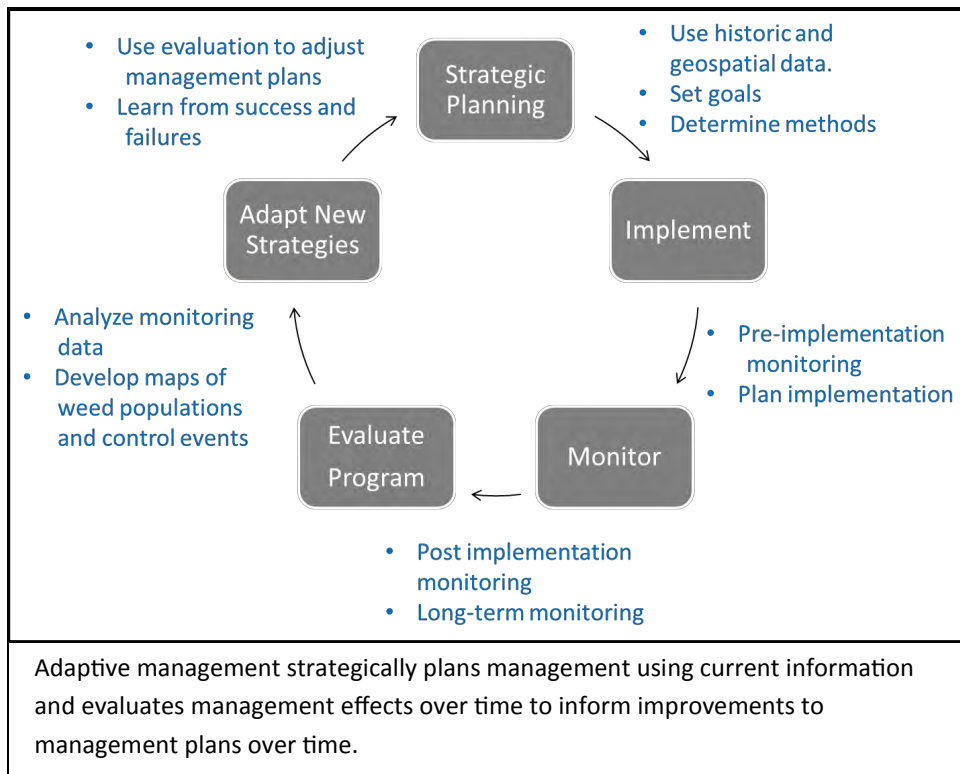 • Use evaluation to adjust
management plans
• Learn from success and
failures
Strategic
Planning
• Use historic and
geospatial data.
• Set goals
• Determine methods
Adapt New
Strategies
Implement
• Analyze monitoring
data
• Develop maps of
weed populations
and control events
• Pre-implementation
monitoring
• Plan implementation
Evaluate
Program
Monitor
• Post implementation
monitoring
• Long-term monitoring
Adaptive management strategically plans management using current information
and evaluates management effects over time to inform improvements to
management plans over time.